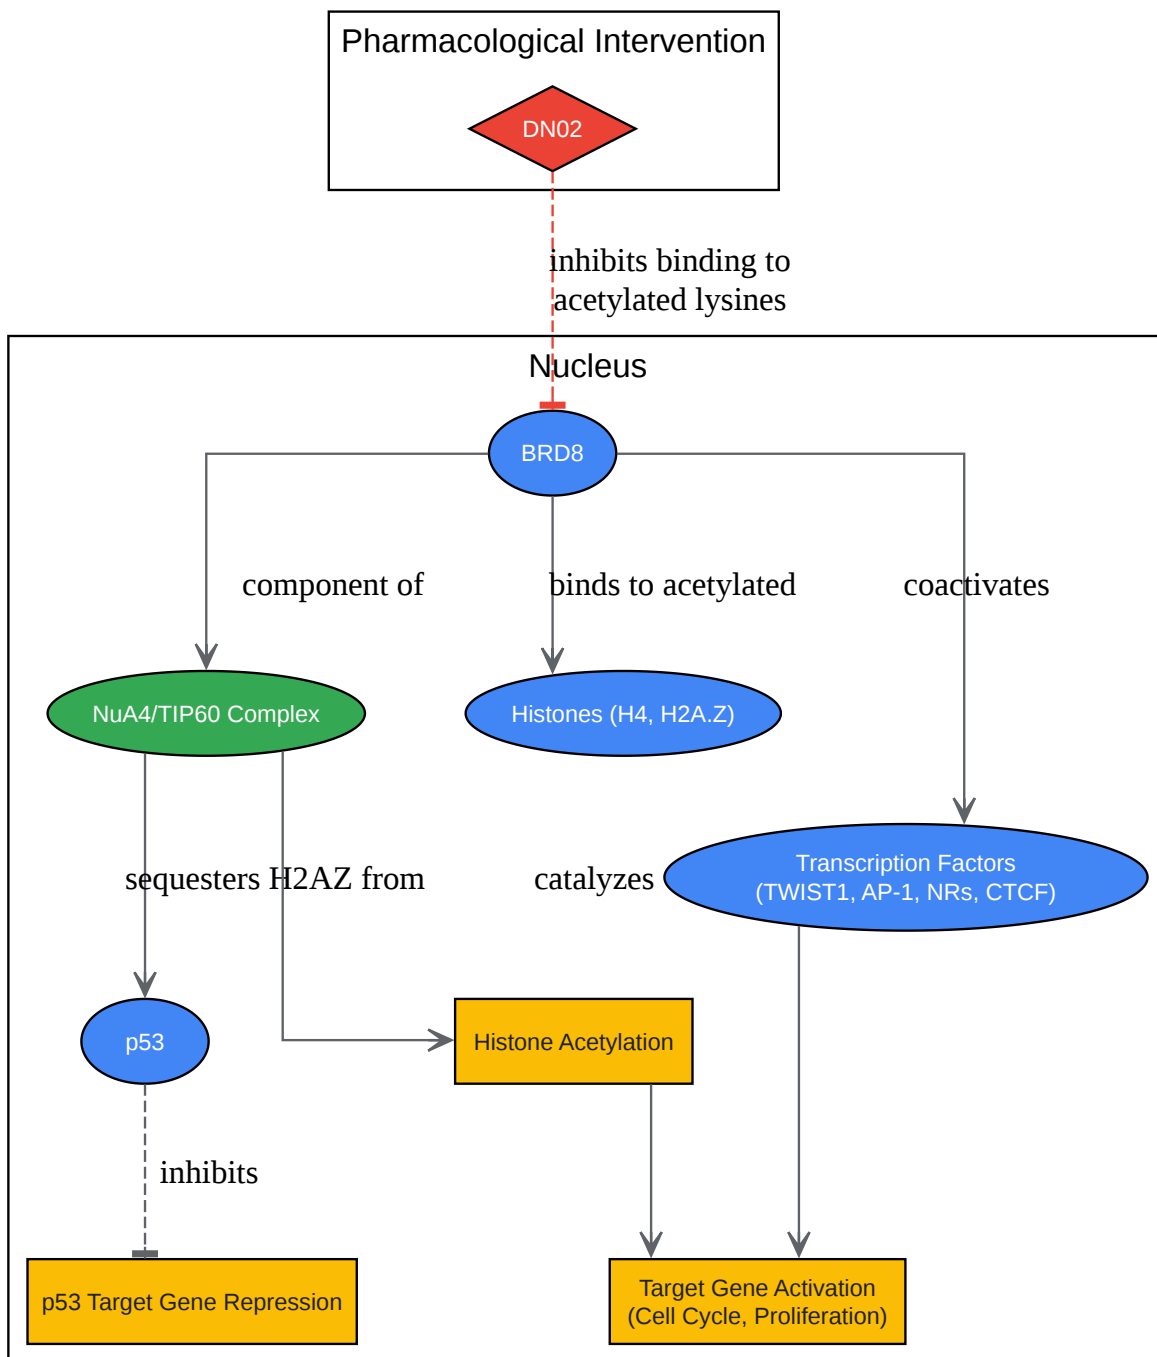 Pharmacological Intervention
DN02
inhibits binding to
acetylated lysines
Nucleus
BRD8
component of
binds to acetylated
coactivates
NuA4/TIP60 Complex
Histones (H4, H2A.Z)
Transcription Factors
(TWIST1, AP-1, NRs, CTCF)
sequesters H2AZ from
catalyzes
p53
Histone Acetylation
inhibits
p53 Target Gene Repression
Target Gene Activation
(Cell Cycle, Proliferation)